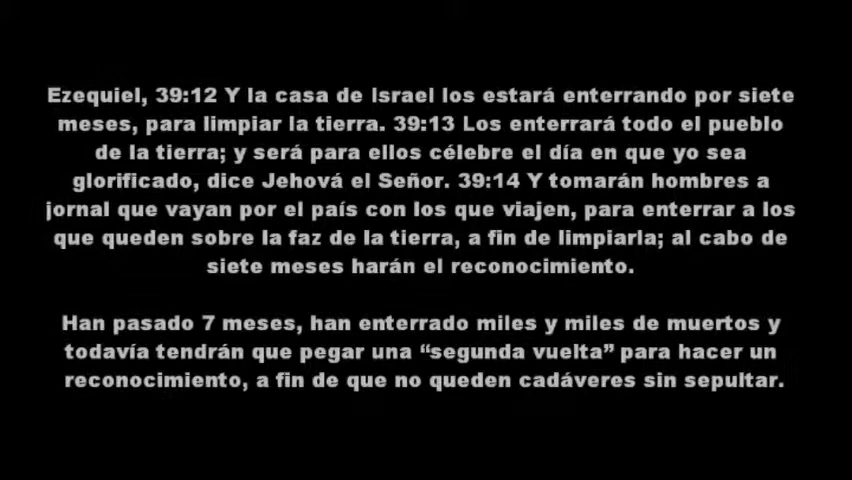 Ezequiel, 39:12 Y la casa de Israel los estará enterrando por siete
meses, para limpiar la tierra. 39:13 Los enterrará todo el pueblo
de la tierra; y será para ellos célebre el día en que yo sea
glorificado, dice Jehová el Señor. 39:14 Y tomarán hombres a
jornal que vayan por el país con los que viajen, para enterrar a los
que queden sobre la faz de la tierra, a fin de limpiarla; al cabo de
siete meses harán el reconocimiento.
Han pasado 7 meses, han enterrado miles y miles de muertos y
todavía tendrán que pegar una “segunda vuelta” para hacer un
reconocimiento, a fin de que no queden cadáveres sin sepultar.